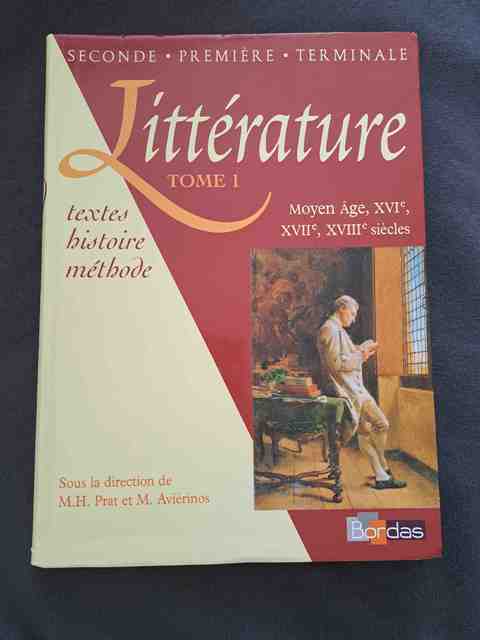 SECONDE • PREMIÈRE • TERMINALE
Littérature
TOME 1
textes
histoire
méthode
Moyen Âge, XVIe,
XVIIe, XVIIIe siècles
Sous la direction de
M.H. Prat et M. Aviérinos
Bordas